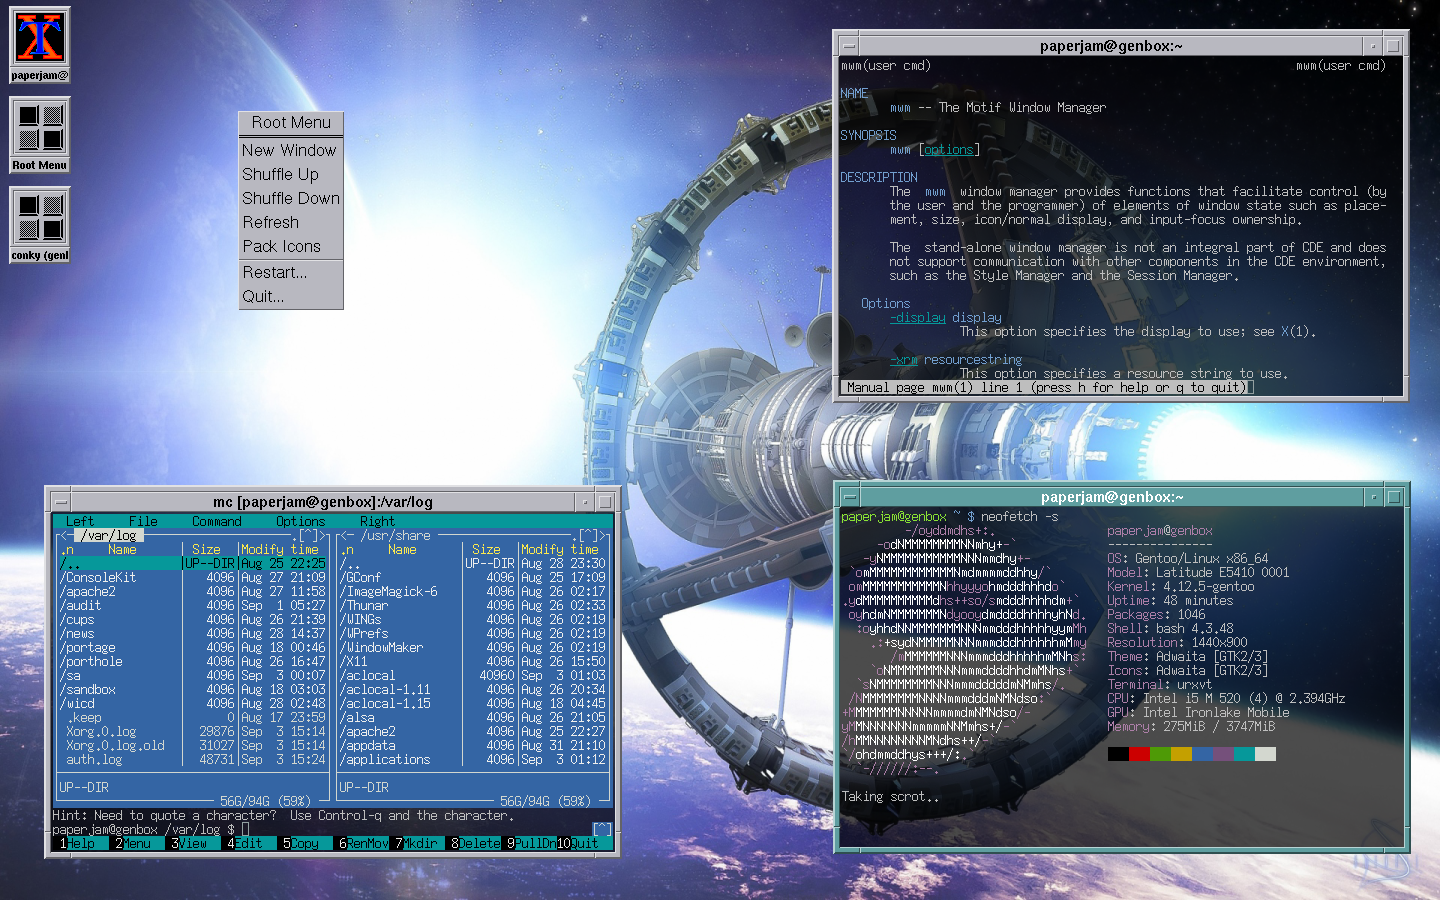 paperjam@
Root Menu
conky (genl
Root Menu
New Window
Shuffle Up
Shuffle Down
Refresh
Pack Icons
Restart...
Quit...
paperjam@genbox:~
mwm(user cmd) mwm(user cmd)
NAME
mwm -- The Motif Window Manager
SYNOPSIS
mwm [options]
DESCRIPTION
The mwm window manager provides functions that facilitate control (by
the user and the programmer) of elements of window state such as place-
ment, size, icon/normal display, and input-focus ownership.
The stand-alone window manager is not an integral part of CDE and does
not support communication with other components in the CDE environment,
such as the Style Manager and the Session Manager.
Options
-display display
This option specifies the display to use; see X(1).
-xrm resourcestring
This option specifies a resource string to use.
Manual page mwm(1) line 1 (press h for help or q to quit)
mc [paperjam@genbox]:/var/log
Left File Command Options Right
<- /var/log .[^]> <- /usr/share .[^]>
.n Name Size Modify time .n Name Size Modify time
/.. UP--DIR Aug 25 22:25 /.. UP--DIR Aug 28 23:30
/ConsoleKit 4096 Aug 27 21:09 /GConf 4096 Aug 25 17:09
/apache2 4096 Aug 27 11:58 /ImageMagick-6 4096 Aug 26 02:17
/audit 4096 Sep 1 05:27 /Thunar 4096 Aug 26 02:33
/cups 4096 Aug 26 21:39 /WINGs 4096 Aug 26 02:19
/news 4096 Aug 28 14:37 /WPrefs 4096 Aug 26 02:19
/portage 4096 Aug 18 00:46 /WindowMaker 4096 Aug 26 02:19
/porthole 4096 Aug 26 16:47 /X11 4096 Aug 26 15:50
/sa 4096 Sep 3 00:07 /aclocal 40960 Sep 3 01:03
/sandbox 4096 Aug 18 03:03 /aclocal-1.11 4096 Aug 26 20:34
/wicd 4096 Aug 28 02:48 /aclocal-1.15 4096 Aug 18 04:45
.keep 0 Aug 17 23:59 /alsa 4096 Aug 26 21:05
Xorg.0.log 29876 Sep 3 15:14 /apache2 4096 Aug 25 22:27
Xorg.0.log.old 31027 Sep 3 15:14 /appdata 4096 Aug 31 21:10
auth.log 48731 Sep 3 15:24 /applications 4096 Sep 3 01:12
UP--DIR UP--DIR
56G/94G (59%) 56G/94G (59%)
Hint: Need to quote a character? Use Control-q and the character.
paperjam@genbox /var/log $ [^]
1Help 2Menu 3View 4Edit 5Copy 6RenMov 7Mkdir 8Delete 9PullDn 10Quit
paperjam@genbox:~
paperjam@genbox ~ $ neofetch -s
paperjam@genbox
---------------
OS: Gentoo/Linux x86_64
Model: Latitude E5410 0001
Kernel: 4.12.5-gentoo
Uptime: 48 minutes
Packages: 1046
Shell: bash 4.3.48
Resolution: 1440x900
Theme: Adwaita [GTK2/3]
Icons: Adwaita [GTK2/3]
Terminal: urxvt
CPU: Intel i5 M 520 (4) @ 2.394GHz
GPU: Intel Ironlake Mobile
Memory: 275MiB / 3747MiB
Taking scrot..